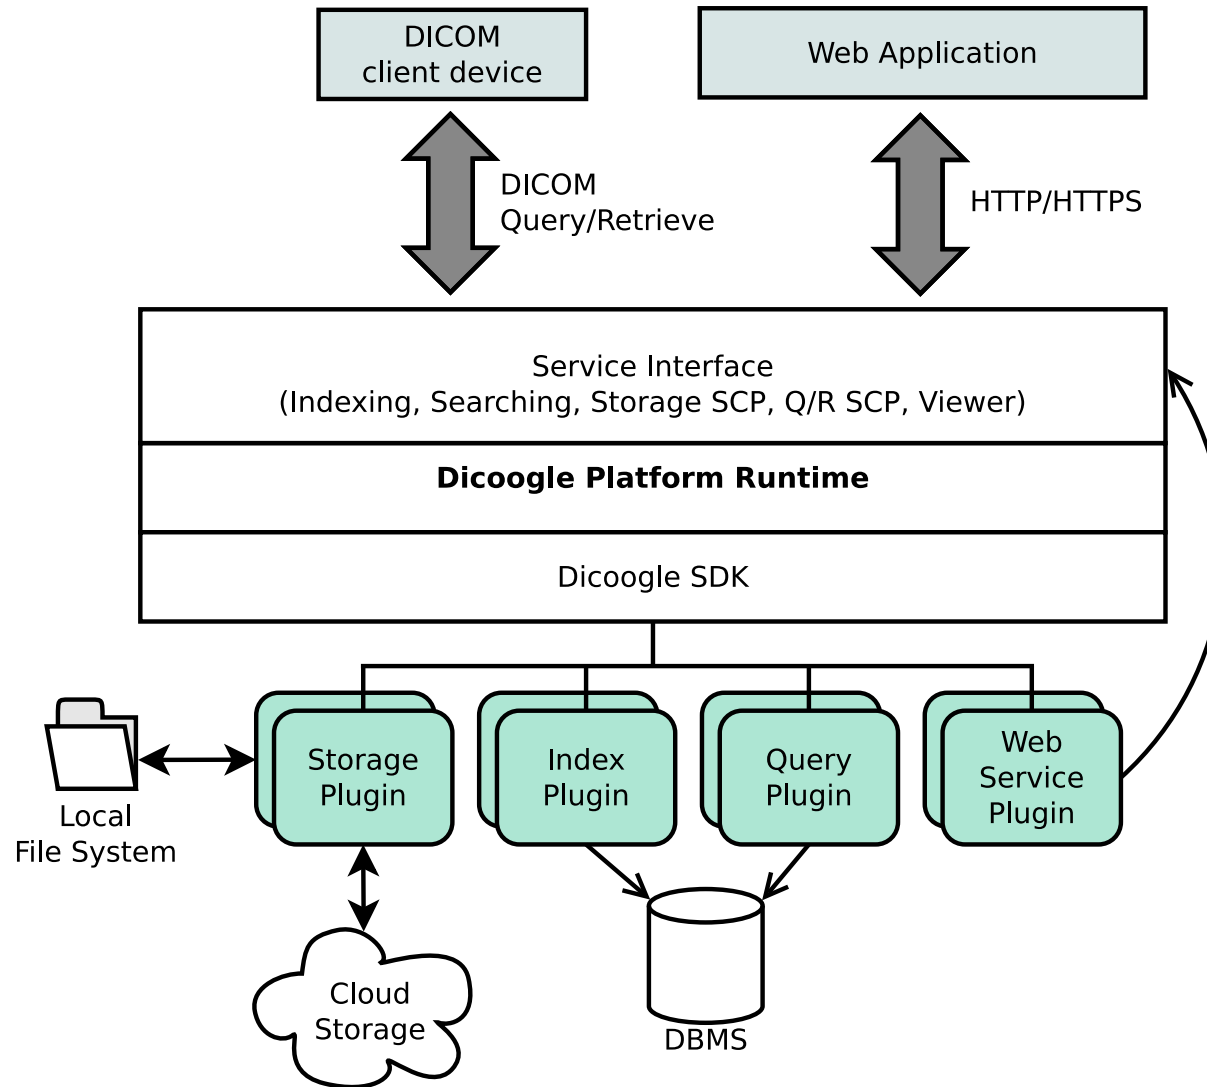 DICOM
client device
Web Application
DICOM
Query/Retrieve
HTTP/HTTPS
Service Interface
(Indexing, Searching, Storage SCP, Q/R SCP, Viewer)
Dicoogle Platform Runtime
Dicoogle SDK
Storage
Plugin
Index
Plugin
Query
Plugin
Web
Service
Plugin
Local
File System
Cloud
Storage
DBMS